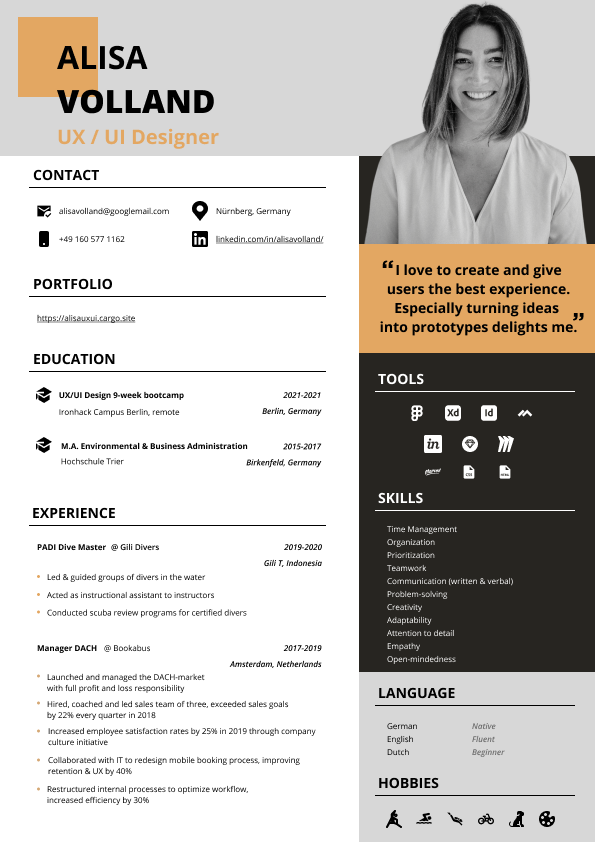 ALISA
VOLLAND
UX / UI Designer
CONTACT
alisavolland@googlemail.com
Nürnberg, Germany
+49 160 577 1162
linkedin.com/in/alisavolland/
PORTFOLIO
https://alisauxui.cargo.site
EDUCATION
UX/UI Design 9-week bootcamp 2021-2021
Ironhack Campus Berlin, remote Berlin, Germany
M.A. Environmental & Business Administration 2015-2017
Hochschule Trier Birkenfeld, Germany
EXPERIENCE
PADI Dive Master @ Gili Divers 2019-2020
Gili T, Indonesia
• Led & guided groups of divers in the water
• Acted as instructional assistant to instructors
• Conducted scuba review programs for certified divers
Manager DACH @ Bookabus 2017-2019
Amsterdam, Netherlands
• Launched and managed the DACH-market
with full profit and loss responsibility
• Hired, coached and led sales team of three, exceeded sales goals
by 22% every quarter in 2018
• Increased employee satisfaction rates by 25% in 2019 through company
culture initiative
• Collaborated with IT to redesign mobile booking process, improving
retention & UX by 40%
• Restructured internal processes to optimize workflow,
increased efficiency by 30%
“I love to create and give
users the best experience.
Especially turning ideas
into prototypes delights me.”
TOOLS
Xd
Id
in
SKILLS
Time Management
Organization
Prioritization
Teamwork
Communication (written & verbal)
Problem-solving
Creativity
Adaptability
Attention to detail
Empathy
Open-mindedness
LANGUAGE
German Native
English Fluent
Dutch Beginner
HOBBIES